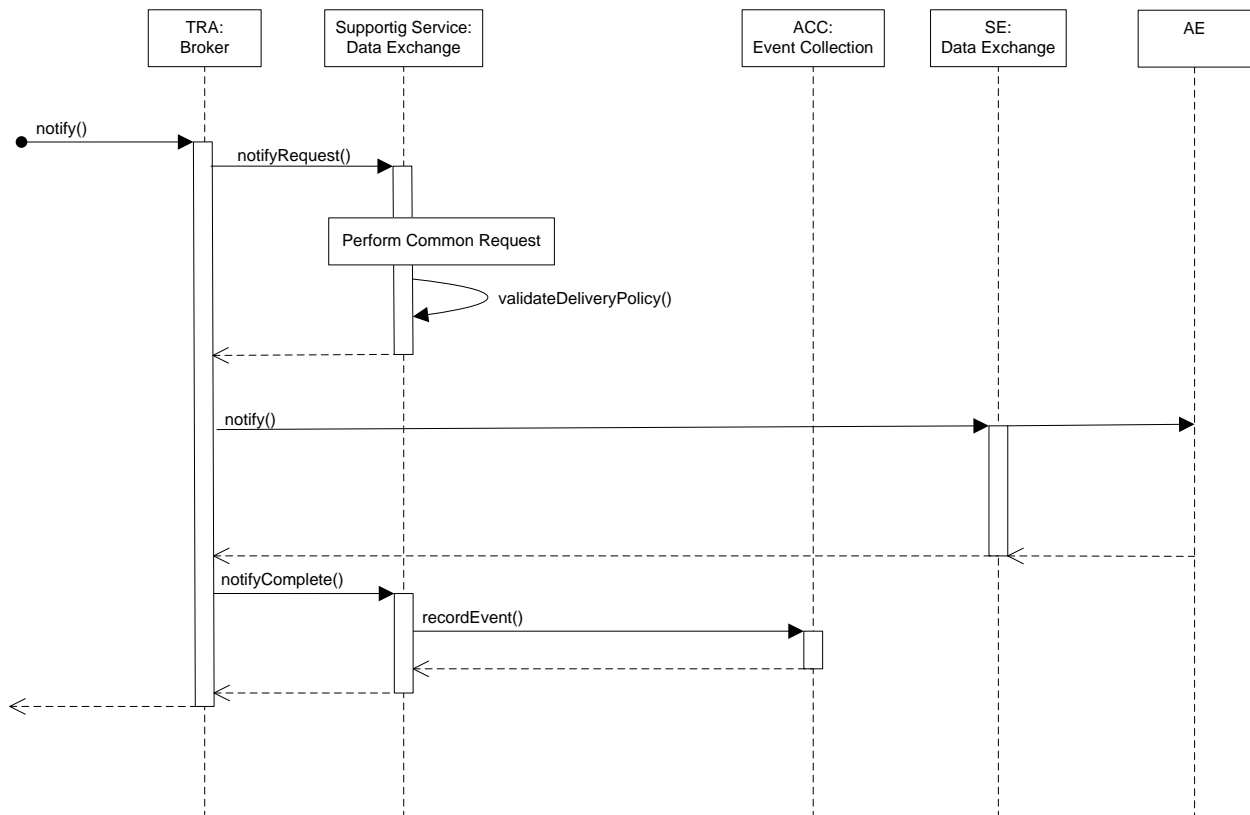 TRA:
Broker
Supportig Service:
Data Exchange
ACC:
Event Collection
SE:
Data Exchange
AE
notify()
notifyRequest()
Perform Common Request
validateDeliveryPolicy()
notify()
notifyComplete()
recordEvent()